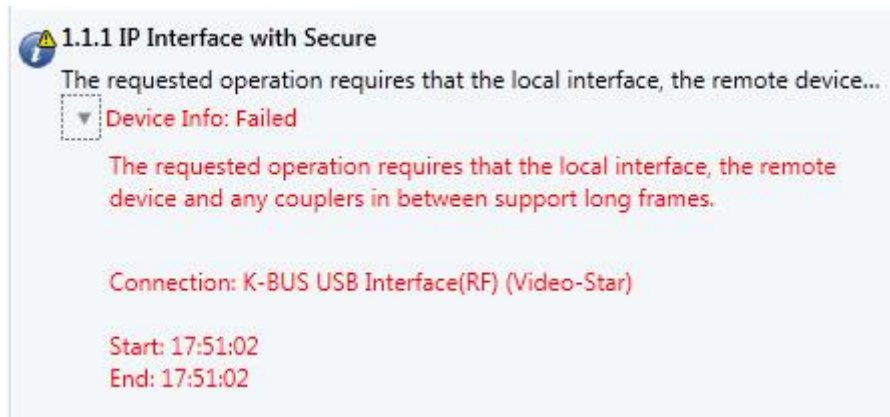 1.1.1 IP Interface with Secure
The requested operation requires that the local interface, the remote device...
Device Info: Failed
The requested operation requires that the local interface, the remote
device and any couplers in between support long frames.
Connection: K-BUS USB Interface(RF) (Video-Star)
Start: 17:51:02
End: 17:51:02